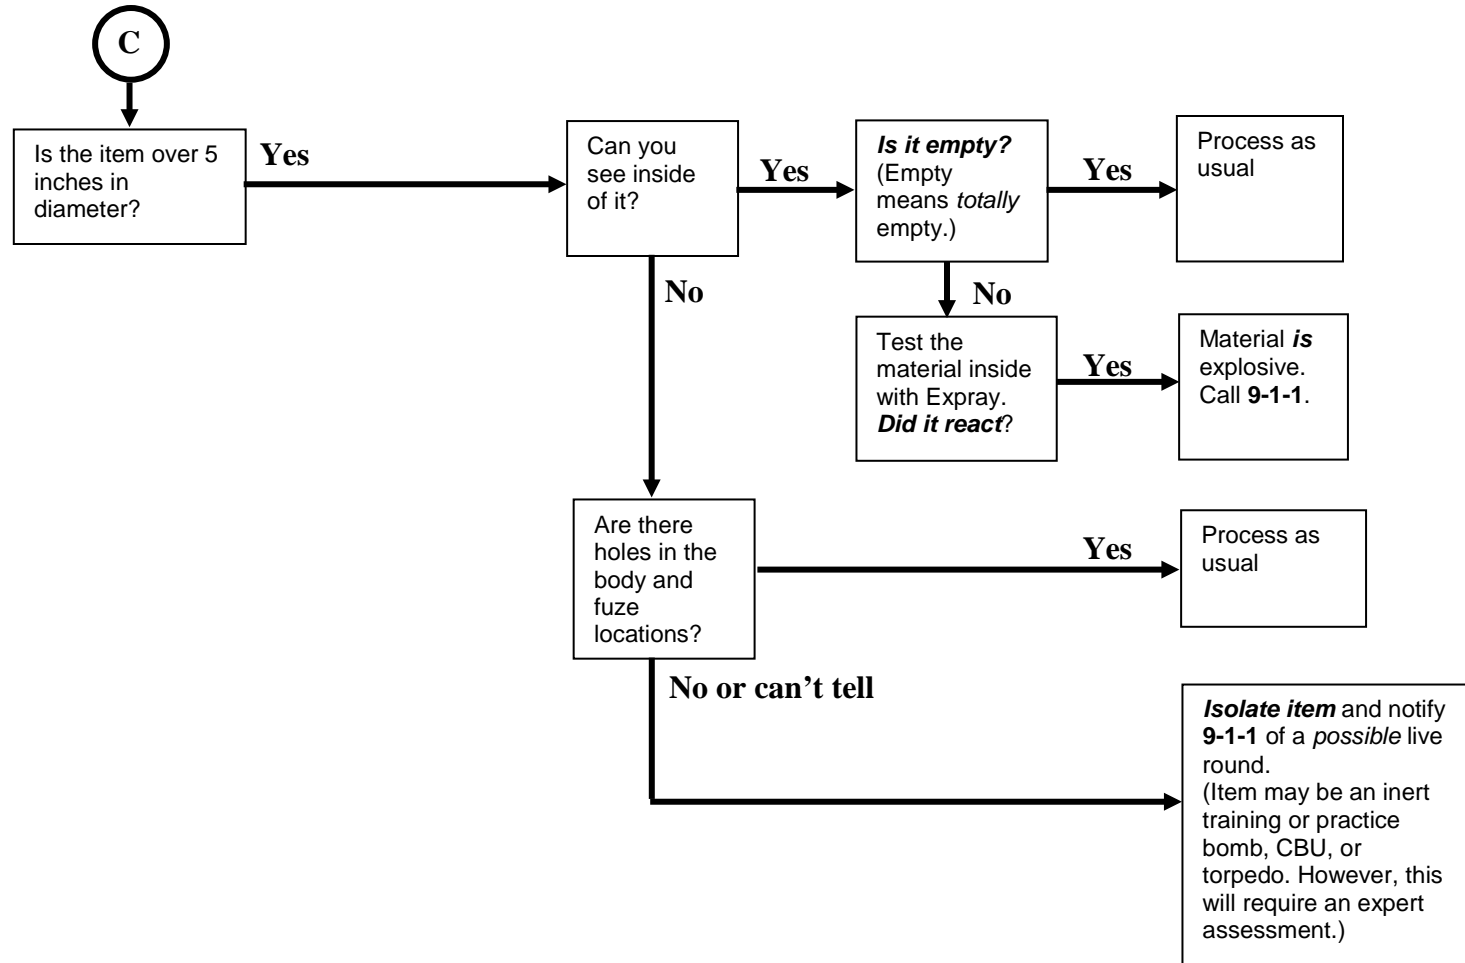 C
Is the item over 5
inches in
diameter?
Yes
Can you
see inside
of it?
Yes
Is it empty?
(Empty
means totally
empty.)
Yes
Process as
usual
No
No
Test the
material inside
with Expray.
Did it react?
Yes
Material is
explosive.
Call 9-1-1.
Are there
holes in the
body and
fuze
locations?
Yes
Process as
usual
No or can’t tell
Isolate item and notify
9-1-1 of a possible live
round.
(Item may be an inert
training or practice
bomb, CBU, or
torpedo. However, this
will require an expert
assessment.)